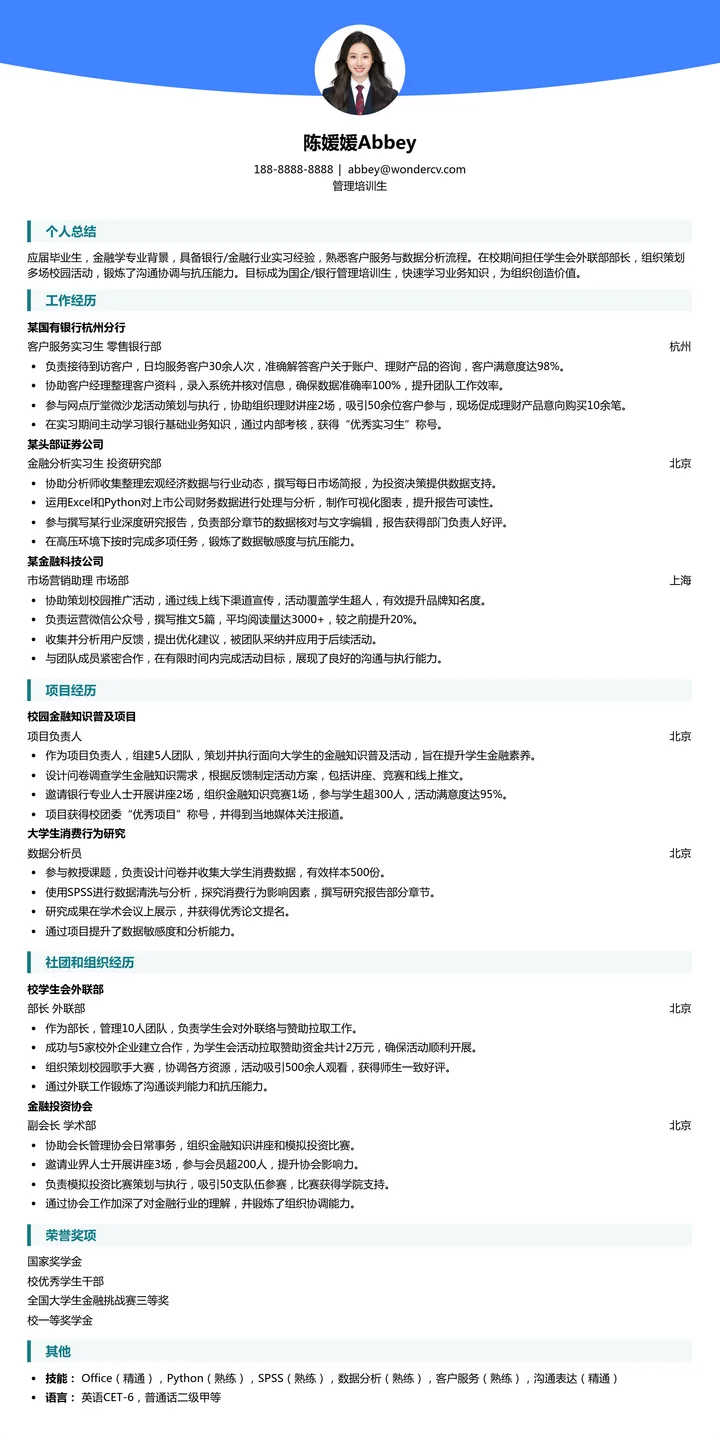 陈媛媛Abbey
188-8888-8888 | abbey@wondercv.com
管理培训生
个人总结
应届毕业生，金融学专业背景，具备银行/金融行业实习经验，熟悉客户服务与数据分析流程。在校期间担任学生会外联部部长，组织策划
多场校园活动，锻炼了沟通协调与抗压能力。目标成为国企/银行管理培训生，快速学习业务知识，为组织创造价值。
工作经历
某国有银行杭州分行
客户服务实习生 零售银行部 杭州
• 负责接待到访客户，日均服务客户30余人次，准确解答客户关于账户、理财产品的咨询，客户满意度达98%。
• 协助客户经理整理客户资料，录入系统并核对信息，确保数据准确率100%，提升团队工作效率。
• 参与网点厅堂微沙龙活动策划与执行，协助组织理财讲座2场，吸引50余位客户参与，现场促成理财产品意向购买10余笔。
• 在实习期间主动学习银行基础业务知识，通过内部考核，获得“优秀实习生”称号。
某头部证券公司
金融分析实习生 投资研究部 北京
• 协助分析师收集整理宏观经济数据与行业动态，撰写每日市场简报，为投资决策提供数据支持。
• 运用Excel和Python对上市公司财务数据进行处理与分析，制作可视化图表，提升报告可读性。
• 参与撰写某行业深度研究报告，负责部分章节的数据核对与文字编辑，报告获得部门负责人好评。
• 在高压环境下按时完成多项任务，锻炼了数据敏感度与抗压能力。
某金融科技公司
市场营销助理 市场部 上海
• 协助策划校园推广活动，通过线上线下渠道宣传，活动覆盖学生超人，有效提升品牌知名度。
• 负责运营微信公众号，撰写推文5篇，平均阅读量达3000+，较之前提升20%。
• 收集并分析用户反馈，提出优化建议，被团队采纳并应用于后续活动。
• 与团队成员紧密合作，在有限时间内完成活动目标，展现了良好的沟通与执行能力。
项目经历
校园金融知识普及项目
项目负责人 北京
• 作为项目负责人，组建5人团队，策划并执行面向大学生的金融知识普及活动，旨在提升学生金融素养。
• 设计问卷调查学生金融知识需求，根据反馈制定活动方案，包括讲座、竞赛和线上推文。
• 邀请银行专业人士开展讲座2场，组织金融知识竞赛1场，参与学生超300人，活动满意度达95%。
• 项目获得校团委“优秀项目”称号，并得到当地媒体关注报道。
大学生消费行为研究
数据分析员 北京
• 参与教授课题，负责设计问卷并收集大学生消费数据，有效样本500份。
• 使用SPSS进行数据清洗与分析，探究消费行为影响因素，撰写研究报告部分章节。
• 研究成果在学术会议上展示，并获得优秀论文提名。
• 通过项目提升了数据敏感度和分析能力。
社团和组织经历
校学生会外联部
部长 外联部 北京
• 作为部长，管理10人团队，负责学生会对外联络与赞助拉取工作。
• 成功与5家校外企业建立合作，为学生会活动拉取赞助资金共计2万元，确保活动顺利开展。
• 组织策划校园歌手大赛，协调各方资源，活动吸引500余人观看，获得师生一致好评。
• 通过外联工作锻炼了沟通谈判能力和抗压能力。
金融投资协会
副会长 学术部 北京
• 协助会长管理协会日常事务，组织金融知识讲座和模拟投资比赛。
• 邀请业界人士开展讲座3场，参与会员超200人，提升协会影响力。
• 负责模拟投资比赛策划与执行，吸引50支队伍参赛，比赛获得学院支持。
• 通过协会工作加深了对金融行业的理解，并锻炼了组织协调能力。
荣誉奖项
国家奖学金
校优秀学生干部
全国大学生金融挑战赛三等奖
校一等奖学金
其他
• 技能： Office（精通），Python（熟练），SPSS（熟练），数据分析（熟练），客户服务（熟练），沟通表达（精通）
• 语言： 英语CET-6，普通话二级甲等